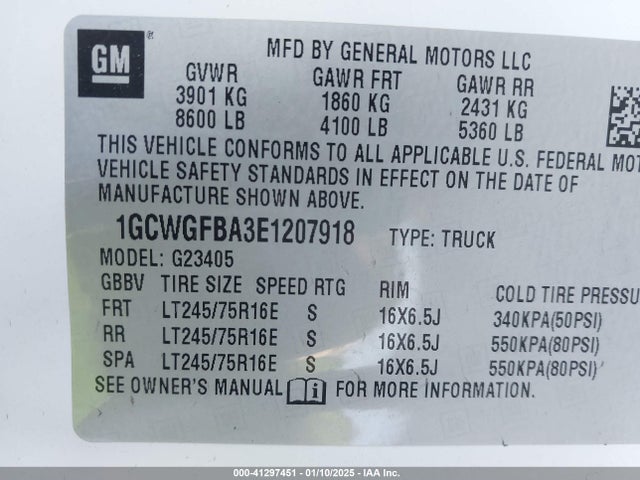 GM
MFD BY GENERAL MOTORS LLC
GVWR GAWR FRT GAWR RR
3901 KG 1860 KG 2431 KG
8600 LB 4100 LB 5360 LB
THIS VEHICLE CONFORMS TO ALL APPLICABLE U.S. FEDERAL MOT
VEHICLE SAFETY STANDARDS IN EFFECT ON THE DATE OF
MANUFACTURE SHOWN ABOVE.
1GCWGFBA3E1207918 TYPE: TRUCK
MODEL: G23405
GBBV TIRE SIZE SPEED RTG RIM COLD TIRE PRESSU
FRT LT245/75R16E S 16X6.5J 340KPA(50PSI)
RR LT245/75R16E S 16X6.5J 550KPA(80PSI)
SPA LT245/75R16E S 16X6.5J 550KPA(80PSI)
SEE OWNER'S MANUAL FOR MORE INFORMATION.
000-41297451 - 01/10/2025 - IAA Inc.